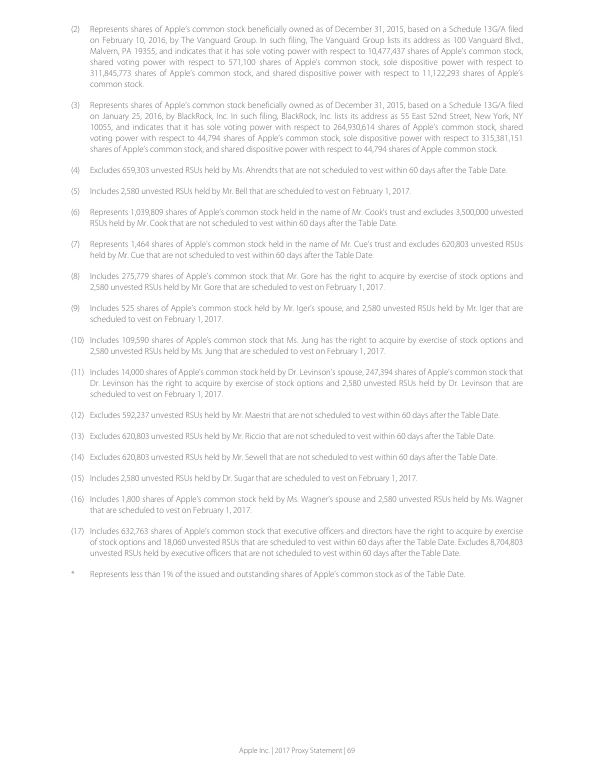 (2) Represents shares of Apple's common stock beneficially owned as of December 31, 2015, based on a Schedule 13G/A filed
on February 10, 2016, by The Vanguard Group. In such filing, The Vanguard Group lists its address as 100 Vanguard Blvd.,
Malvern, PA 19355, and indicates that it has sole voting power with respect to 10,477,437 shares of Apple's common stock,
shared voting power with respect to 571,100 shares of Apple's common stock, sole dispositive power with respect to
311,845,773 shares of Apple's common stock, and shared dispositive power with respect to 11,122,293 shares of Apple's
common stock.
(3) Represents shares of Apple's common stock beneficially owned as of December 31, 2015, based on a Schedule 13G/A filed
on January 25, 2016, by BlackRock, Inc. In such filing, BlackRock, Inc. lists its address as 55 East 52nd Street, New York, NY
10055, and indicates that it has sole voting power with respect to 264,930,614 shares of Apple's common stock, shared
voting power with respect to 44,794 shares of Apple's common stock, sole dispositive power with respect to 315,381,151
shares of Apple's common stock, and shared dispositive power with respect to 44,794 shares of Apple common stock.
(4) Excludes 659,303 unvested RSUs held by Ms. Ahrendts that are not scheduled to vest within 60 days after the Table Date.
(5) Includes 2,580 unvested RSUs held by Mr. Bell that are scheduled to vest on February 1, 2017.
(6) Represents 1,039,809 shares of Apple's common stock held in the name of Mr. Cook's trust and excludes 3,500,000 unvested
RSUs held by Mr. Cook that are not scheduled to vest within 60 days after the Table Date.
(7) Represents 1,464 shares of Apple's common stock held in the name of Mr. Cue's trust and excludes 620,803 unvested RSUs
held by Mr. Cue that are not scheduled to vest within 60 days after the Table Date.
(8) Includes 275,779 shares of Apple's common stock that Mr. Gore has the right to acquire by exercise of stock options and
2,580 unvested RSUs held by Mr. Gore that are scheduled to vest on February 1, 2017.
(9) Includes 525 shares of Apple's common stock held by Mr. Iger's spouse, and 2,580 unvested RSUs held by Mr. Iger that are
scheduled to vest on February 1, 2017.
(10) Includes 109,590 shares of Apple's common stock that Ms. Jung has the right to acquire by exercise of stock options and
2,580 unvested RSUs held by Ms. Jung that are scheduled to vest on February 1, 2017.
(11) Includes 14,000 shares of Apple's common stock held by Dr. Levinson's spouse, 247,394 shares of Apple's common stock that
Dr. Levinson has the right to acquire by exercise of stock options and 2,580 unvested RSUs held by Dr. Levinson that are
scheduled to vest on February 1, 2017.
(12) Excludes 592,237 unvested RSUs held by Mr. Maestri that are not scheduled to vest within 60 days after the Table Date.
(13) Excludes 620,803 unvested RSUs held by Mr. Riccio that are not scheduled to vest within 60 days after the Table Date.
(14) Excludes 620,803 unvested RSUs held by Mr. Sewell that are not scheduled to vest within 60 days after the Table Date.
(15) Includes 2,580 unvested RSUs held by Dr. Sugar that are scheduled to vest on February 1, 2017.
(16) Includes 1,800 shares of Apple's common stock held by Ms. Wagner's spouse and 2,580 unvested RSUs held by Ms. Wagner
that are scheduled to vest on February 1, 2017.
(17) Includes 632,763 shares of Apple's common stock that executive officers and directors have the right to acquire by exercise
of stock options and 18,060 unvested RSUs that are scheduled to vest within 60 days after the Table Date. Excludes 8,704,803
unvested RSUs held by executive officers that are not scheduled to vest within 60 days after the Table Date.
* Represents less than 1% of the issued and outstanding shares of Apple's common stock as of the Table Date.
Apple Inc. | 2017 Proxy Statement | 69